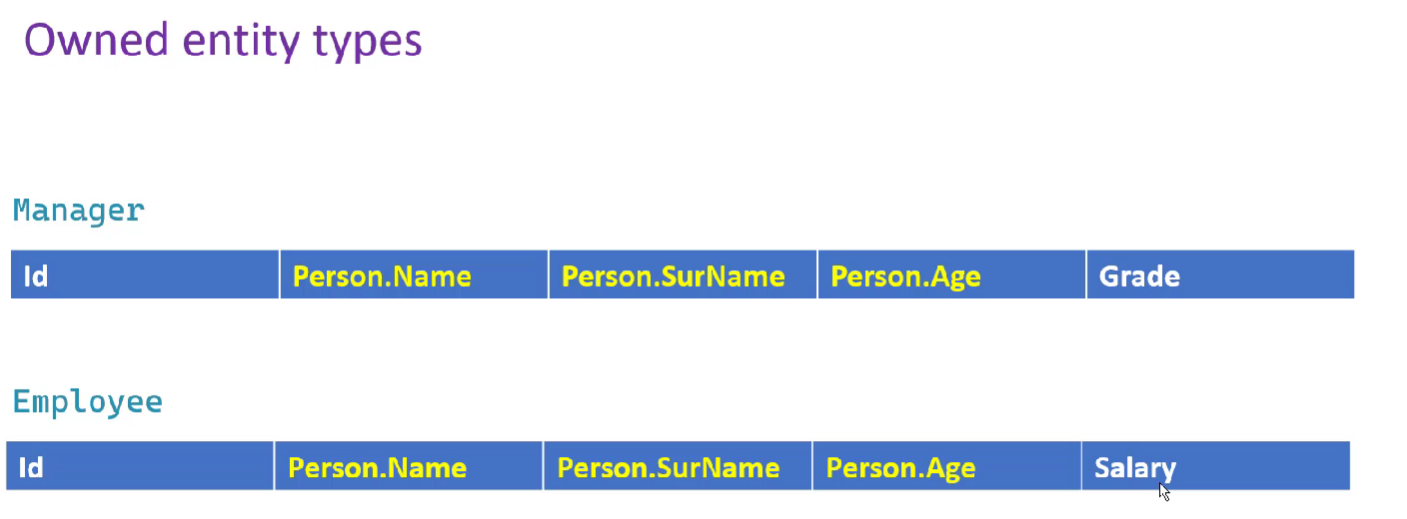 Owned entity types
Manager
Id Person.Name Person.SurName Person.Age Grade
Employee
Id Person.Name Person.SurName Person.Age Salary